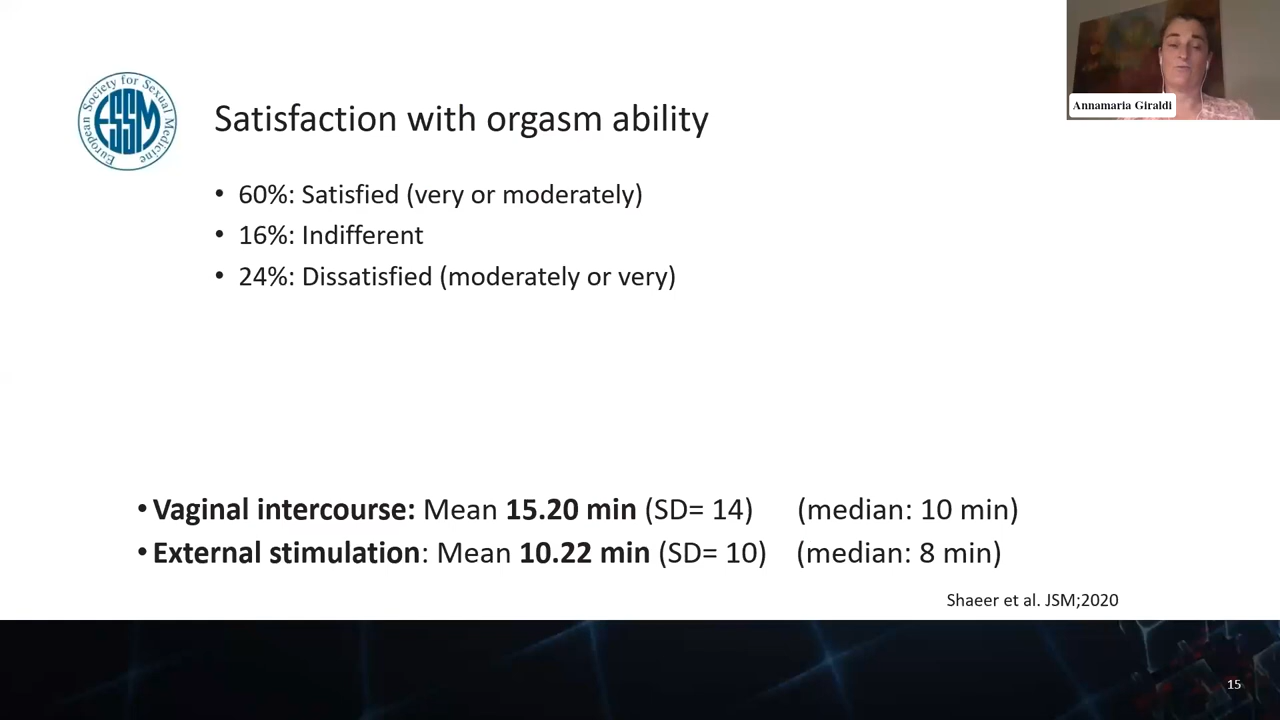 Annamaria Giraldi
European Society for Sexual Medicine
ESSM
Satisfaction with orgasm ability
• 60%: Satisfied (very or moderately)
• 16%: Indifferent
• 24%: Dissatisfied (moderately or very)
• Vaginal intercourse: Mean 15.20 min (SD= 14) (median: 10 min)
• External stimulation: Mean 10.22 min (SD= 10) (median: 8 min)
Shaeer et al. JSM;2020
15